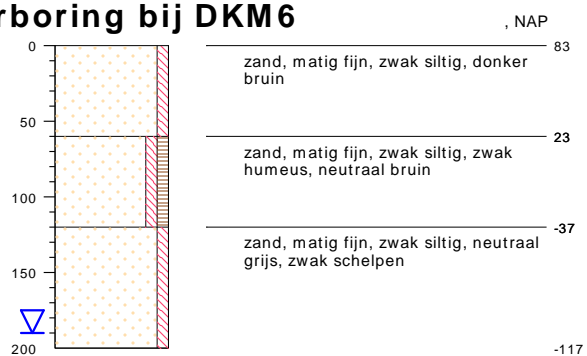 rboring bij DKM6
, NAP
0
83
zand, matig fijn, zwak siltig, donker
bruin
50
23
zand, matig fijn, zwak siltig, zwak
humeus, neutraal bruin
100
-37
zand, matig fijn, zwak siltig, neutraal
grijs, zwak schelpen
150
200
-117